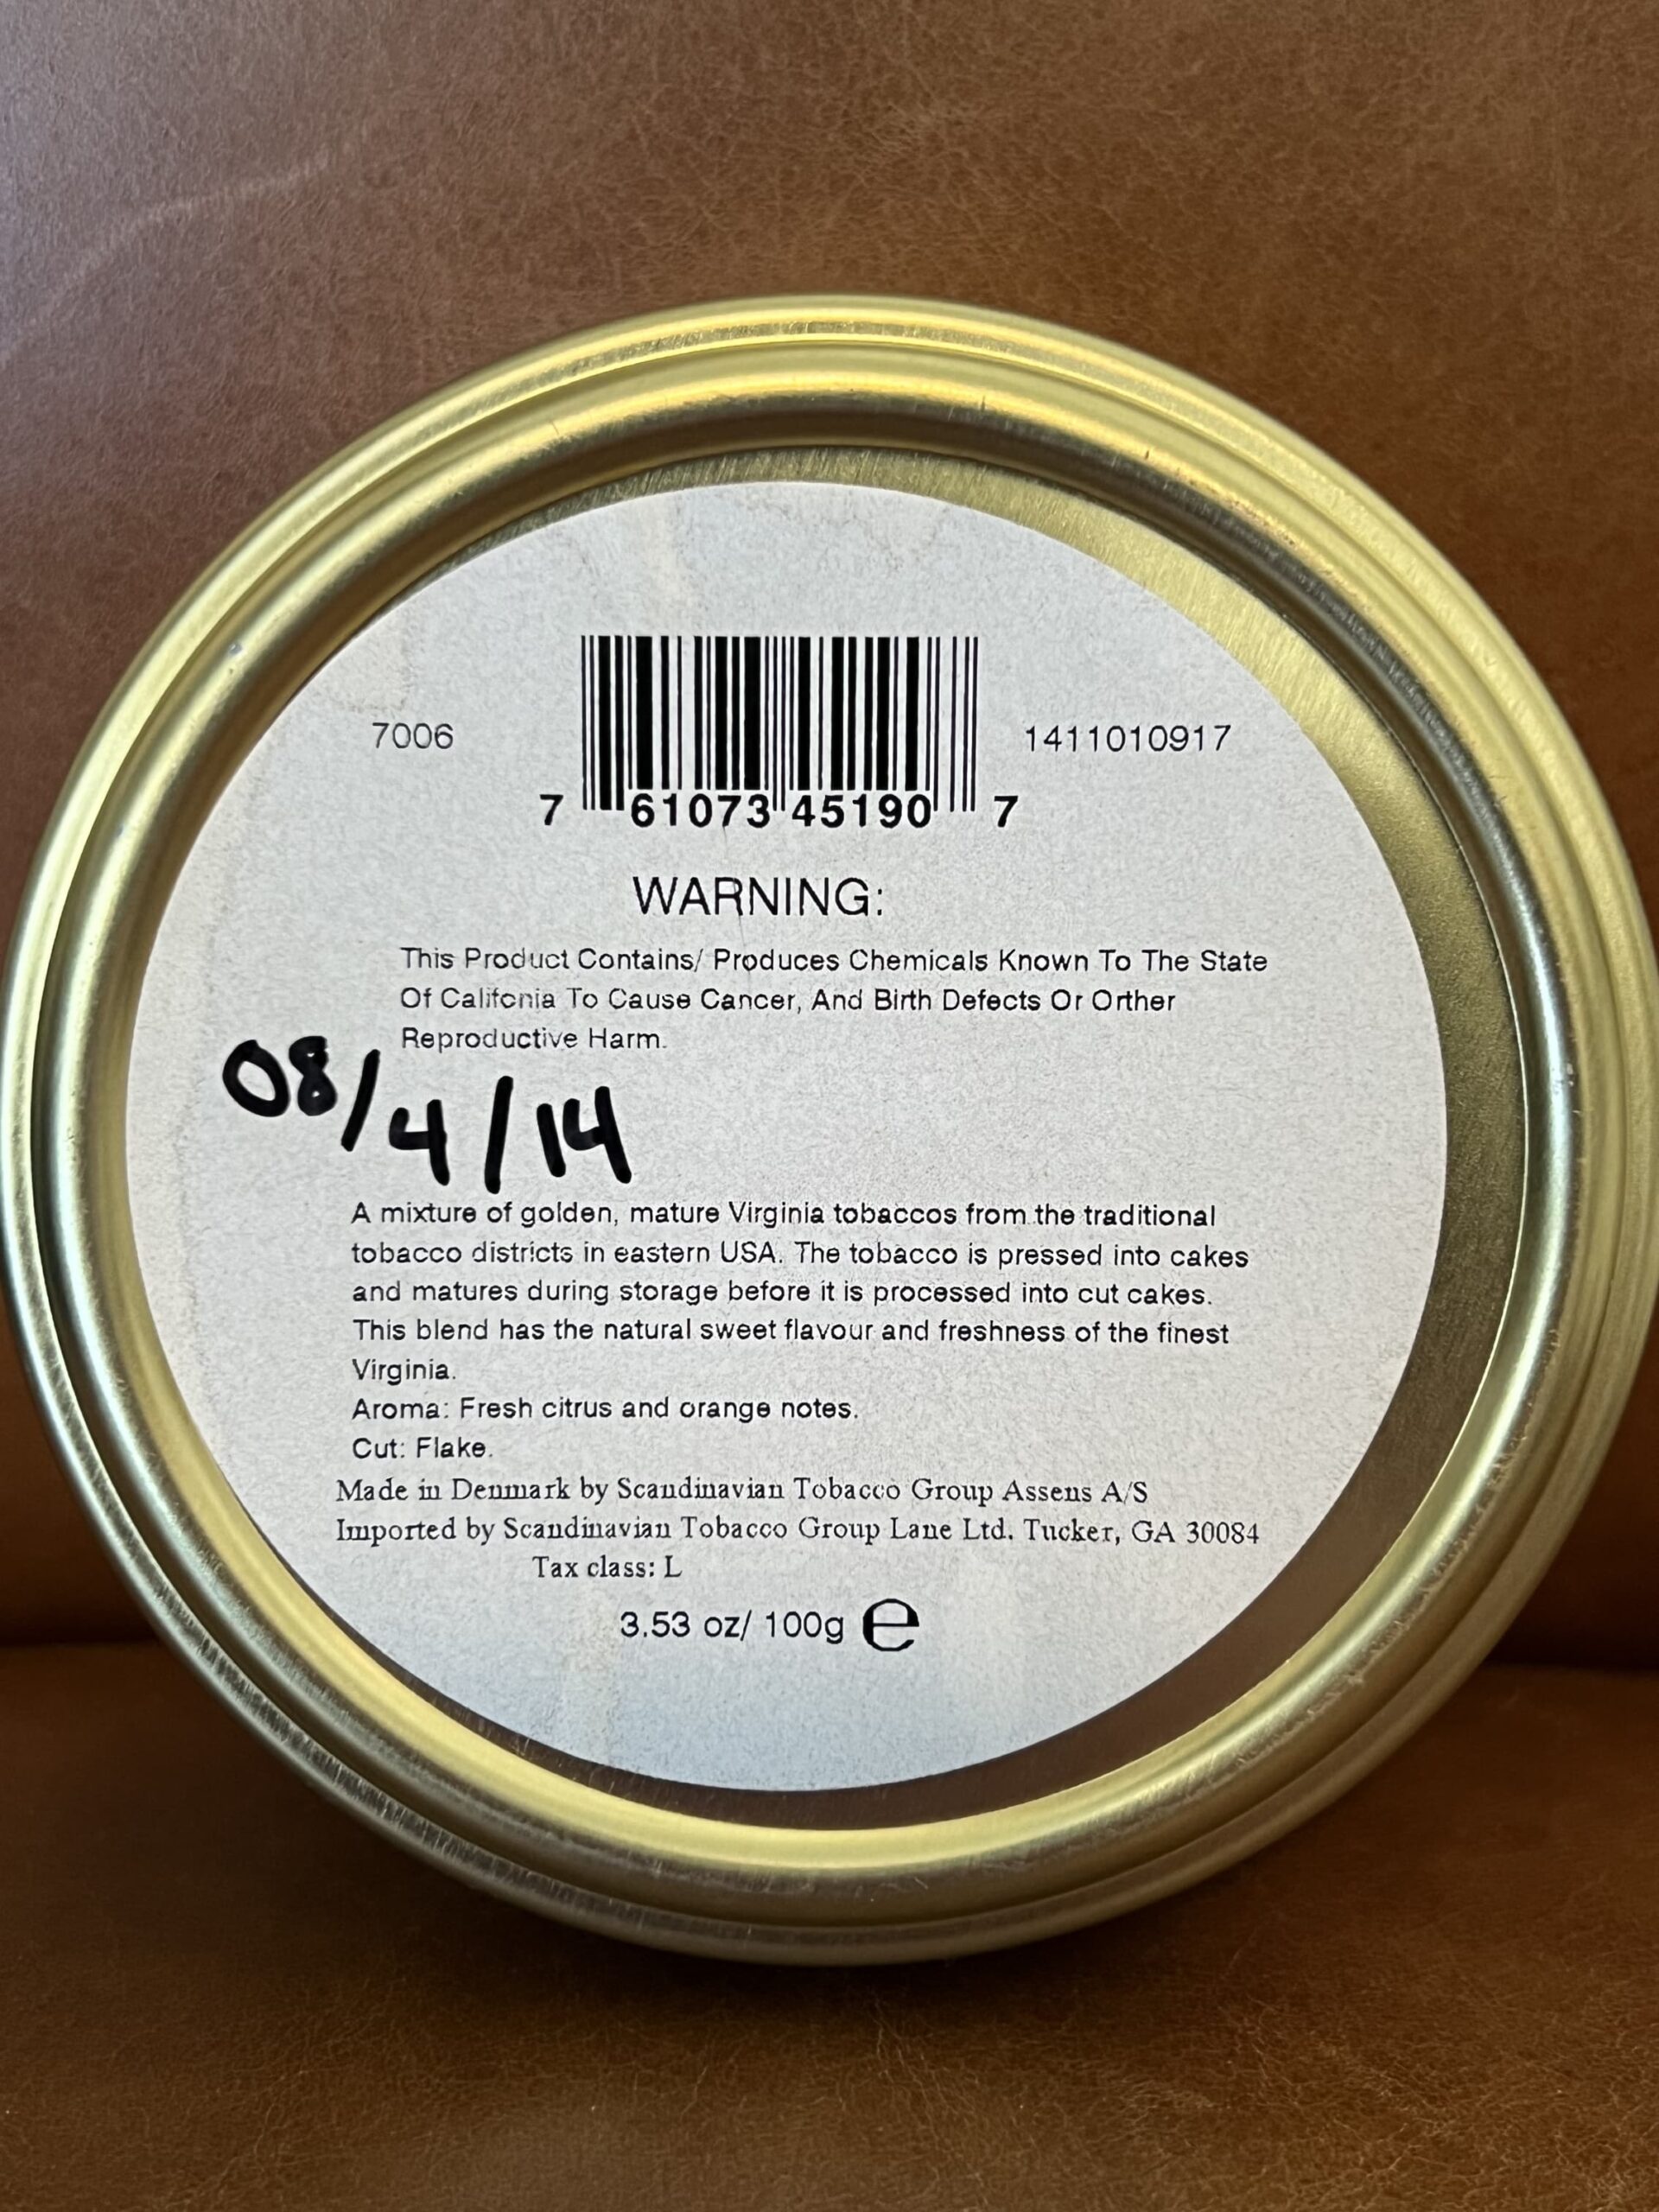 7006
1411010917
7 61073 45190 7
WARNING:
This Product Contains/ Produces Chemicals Known To The State
Of Califonia To Cause Cancer, And Birth Defects Or Orther
Reproductive Harm.
08/4/14
A mixture of golden, mature Virginia tobaccos from the traditional
tobacco districts in eastern USA. The tobacco is pressed into cakes
and matures during storage before it is processed into cut cakes.
This blend has the natural sweet flavour and freshness of the finest
Virginia.
Aroma: Fresh citrus and orange notes.
Cut: Flake.
Made in Denmark by Scandinavian Tobacco Group Assens A/S
Imported by Scandinavian Tobacco Group Lane Ltd. Tucker, GA 30084
Tax class: L
3.53 oz/ 100g ℮